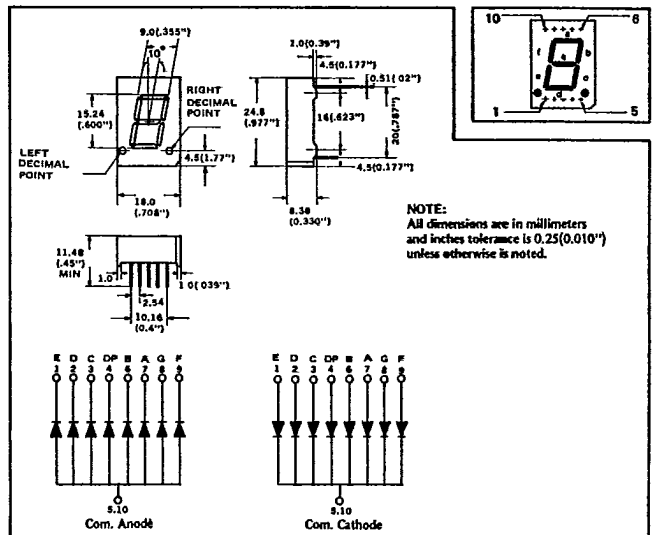 9.0(.355")
10°
RIGHT
DECIMAL
POINT
15.24
(.600")
LEFT
DECIMAL
POINT
4.5(1.77")
18.0
(.708")
1.0(0.39")
4.5(0.177")
0.51(02")
24.8
(.977")
16(.623")
20(.787")
4.5(0.177")
8.38
(0.330")
10
6
a
f
b
e
c
d
1
5
NOTE:
All dimensions are in millimeters
and inches tolerance is 0.25(0.010")
unless otherwise is noted.
11.48
(.45")
MIN
1.0
1 0(039")
2.54
10.16
(0.4")
E D C DP B A G F
1 2 3 4 6 7 8 9
5.10
Com. Anode
E D C DP B A G F
1 2 3 4 6 7 8 9
5.10
Com. Cathode